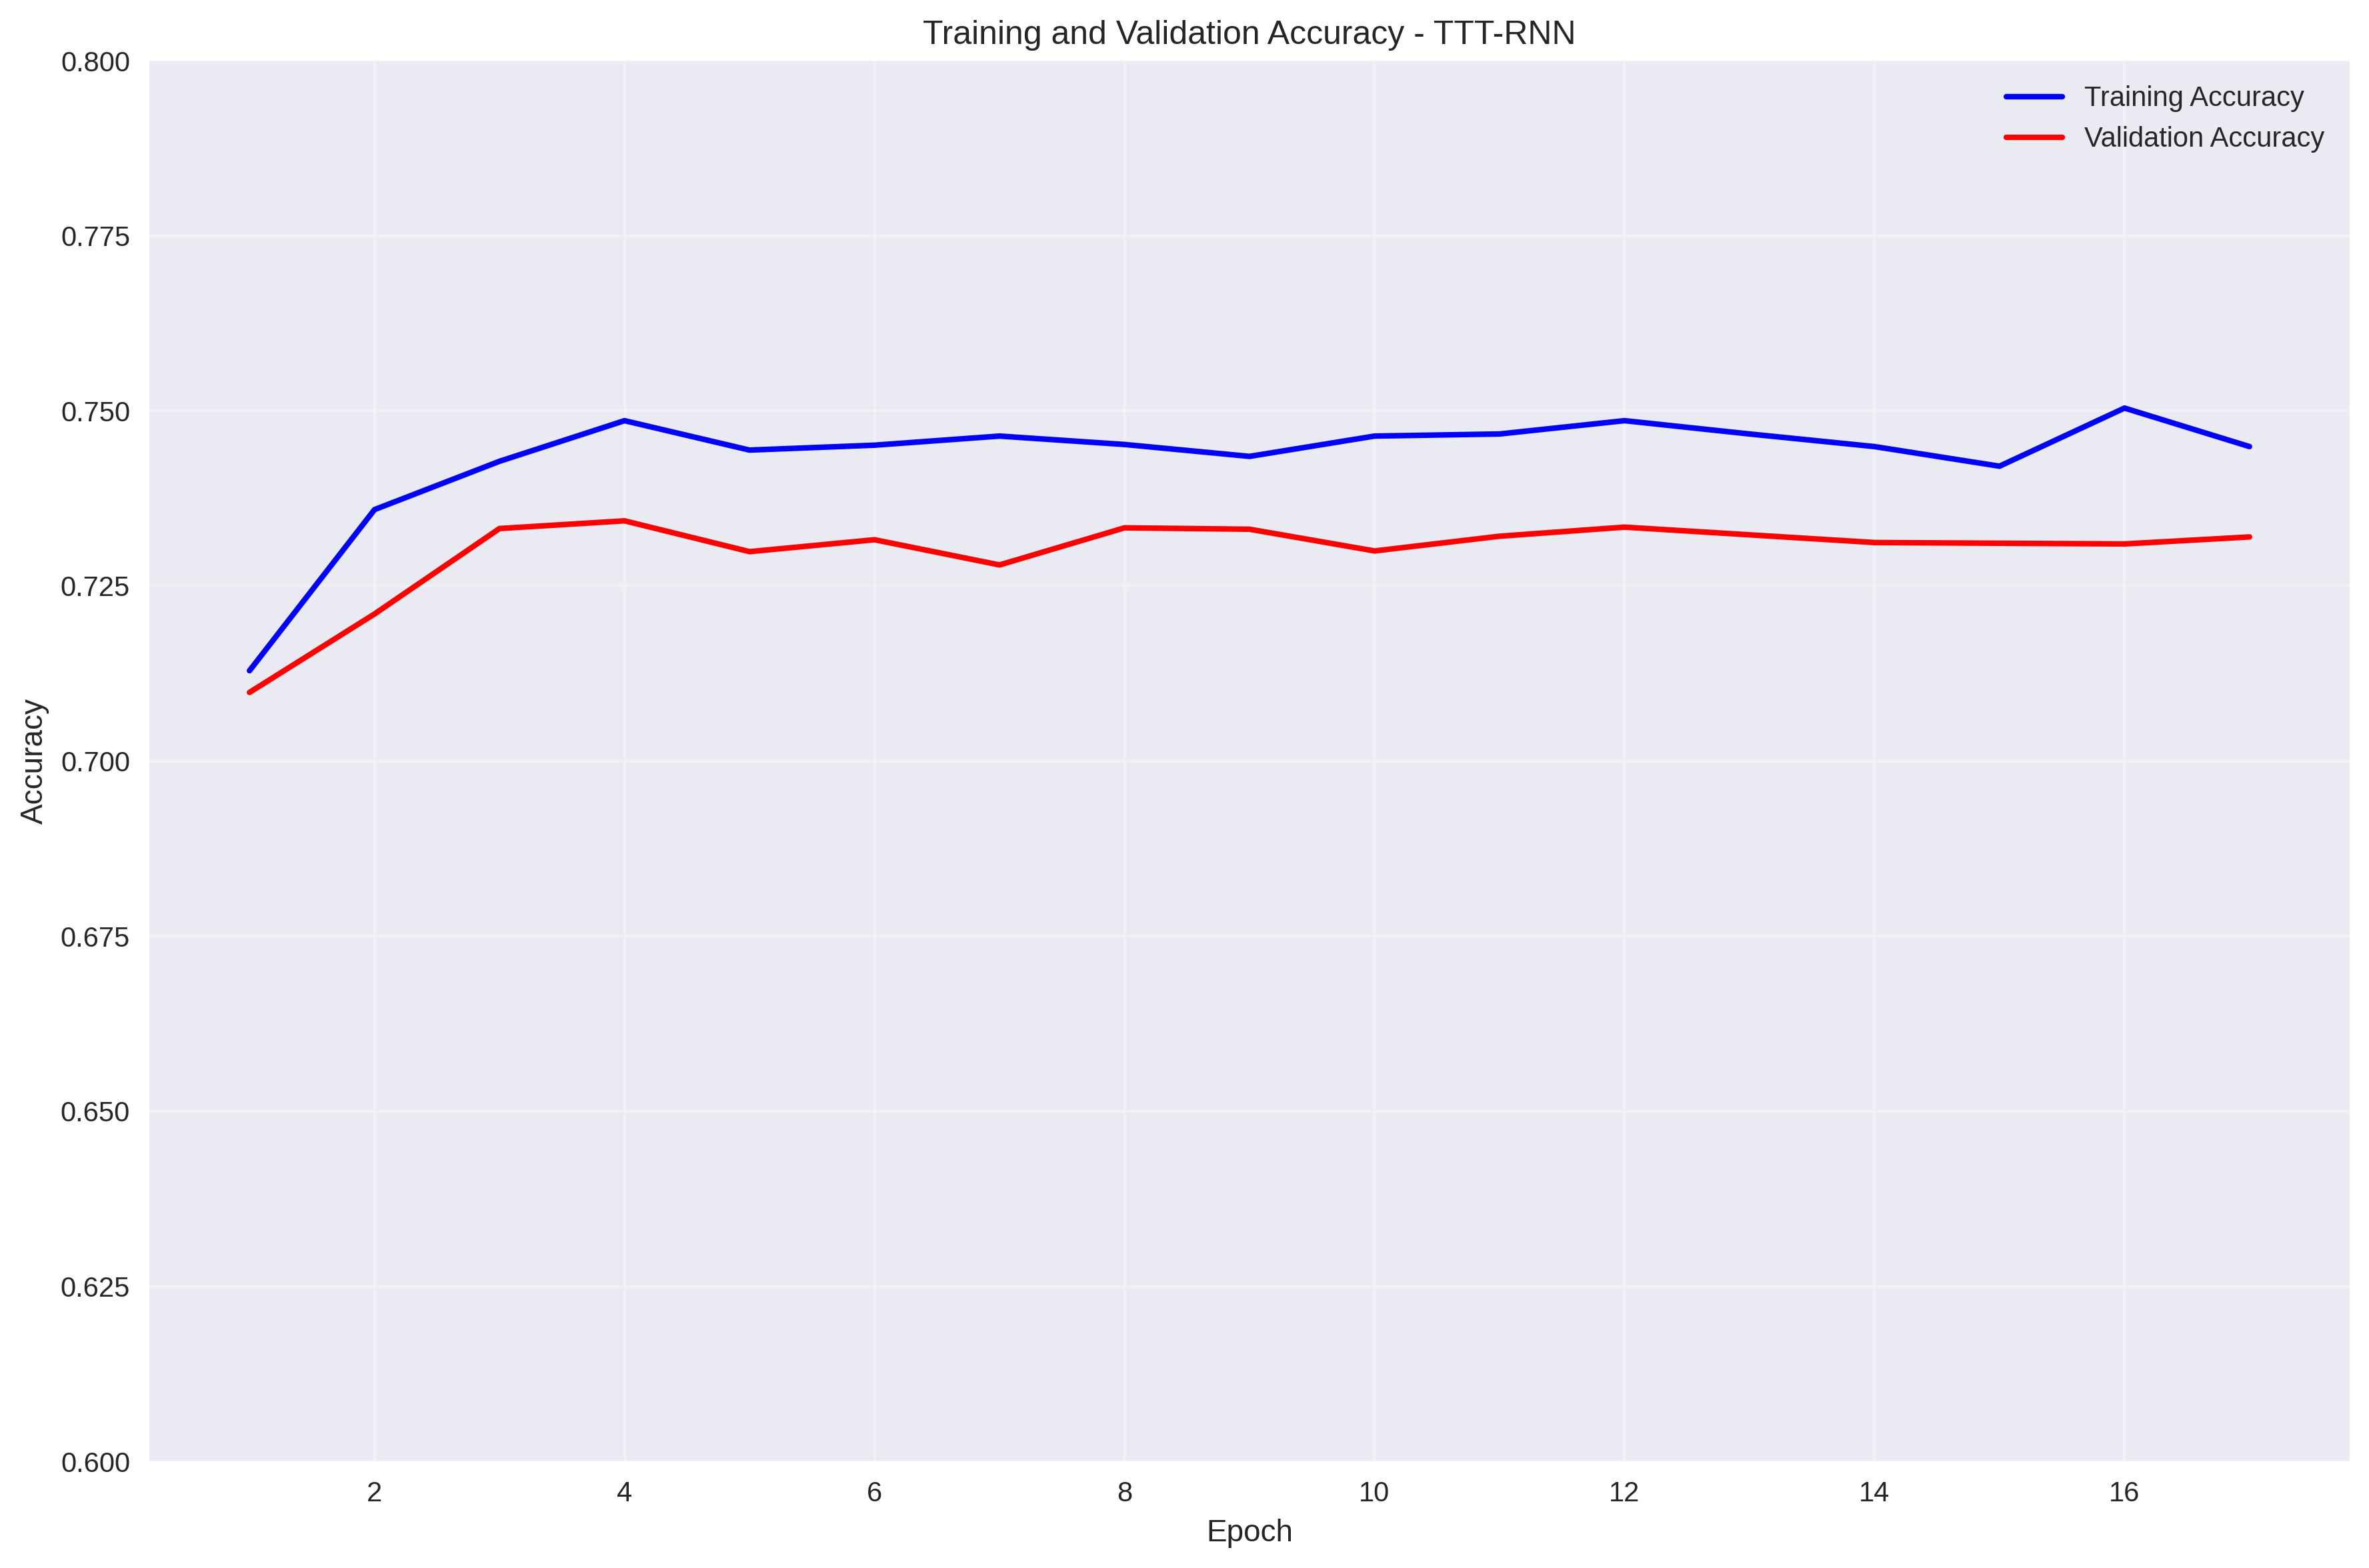 Training and Validation Accuracy - TTT-RNN
Training Accuracy
Validation Accuracy
0.800
0.775
0.750
0.725
0.700
0.675
0.650
0.625
0.600
Accuracy
2 4 6 8 10 12 14 16
Epoch